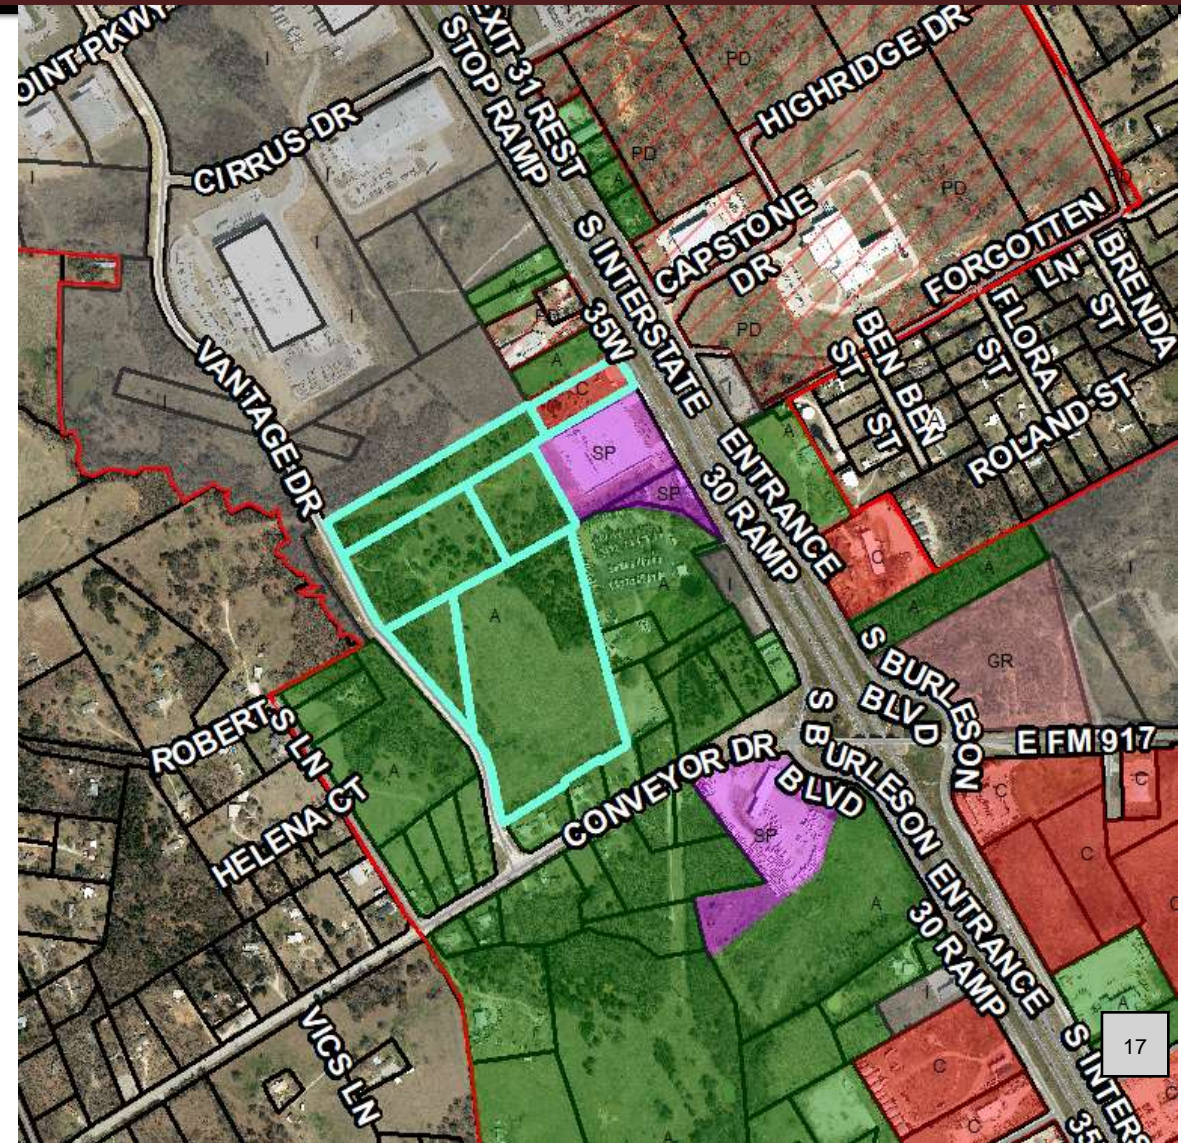 OINT PKWY
EXIT 31 REST
STOP RAMP
HIGHRIDGE DR
PD
I
CIRRUS DR
I
PD
I
I
A
PD
PD
CAPSTONE
DR
FORGOTTEN
LN
BRENDA
ST
S INTERSTATE
35W
A
I
PD
BEN BEN
ST
ST
FLORA
ST
VANTAGE DR
A
C
I
I
ROLAND ST
A
A
SP
SP
ENTRANCE
30 RAMP
C
A
I
A
A
I
A
GR
S BURLESON
BLVD
ROBERTS LN
HELENA CT
A
CONVEYOR DR
S BURLESON
BLVD
E FM 917
C
C
SP
C
C
A
ENTRANCE
30 RAMP
I
A
VICS LN
C
C
C
A
S INTERS
35
17